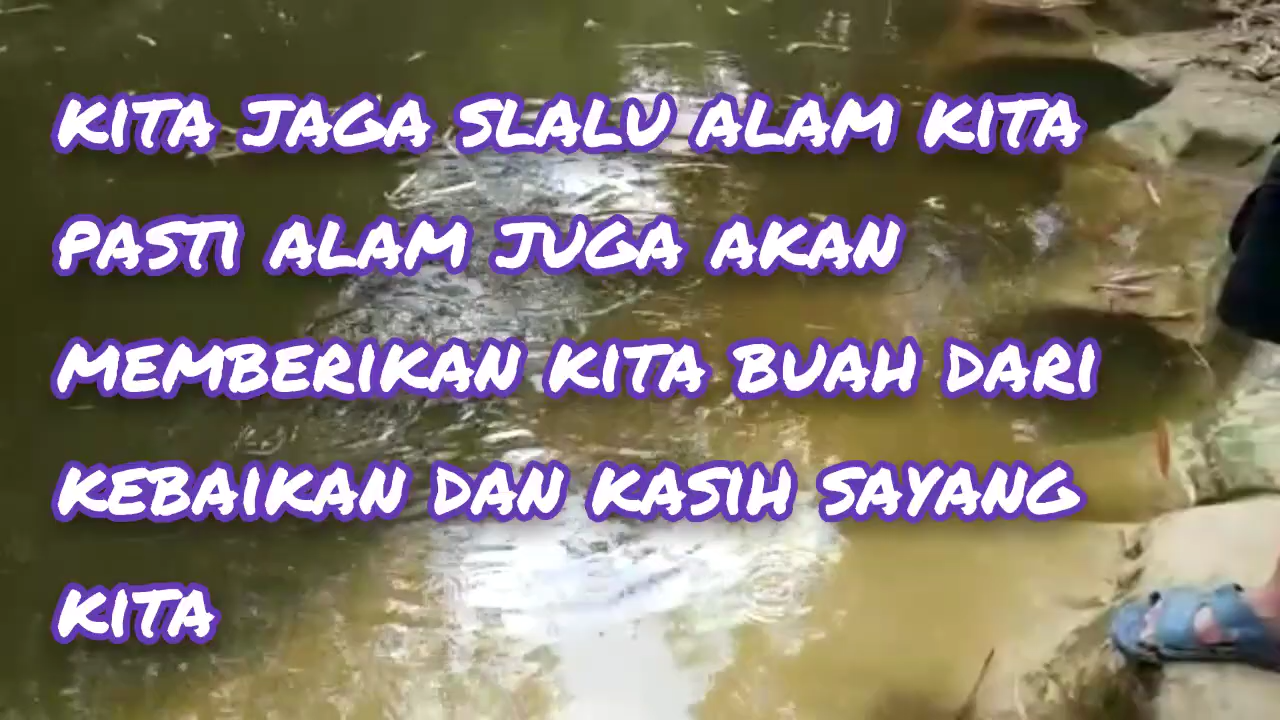 KITA JAGA SLALU ALAM KITA
PASTI ALAM JUGA AKAN
MEMBERIKAN KITA BUAH DARI
KEBAIKAN DAN KASIH SAYANG
KITA